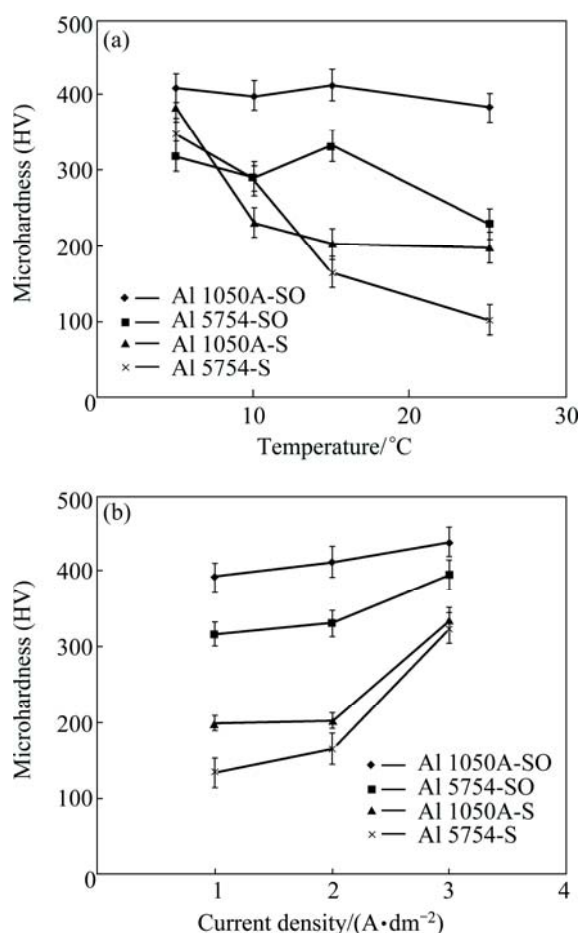 500
(a)
400
Microhardness (HV)
300
200
Al 1050A-SO
Al 5754-SO
100
Al 1050A-S
Al 5754-S
0
10
20
30
Temperature/°C
500
(b)
400
Microhardness (HV)
300
200
Al 1050A-SO
Al 5754-SO
100
Al 1050A-S
Al 5754-S
0
1
2
3
4
Current density/(A·dm⁻²)